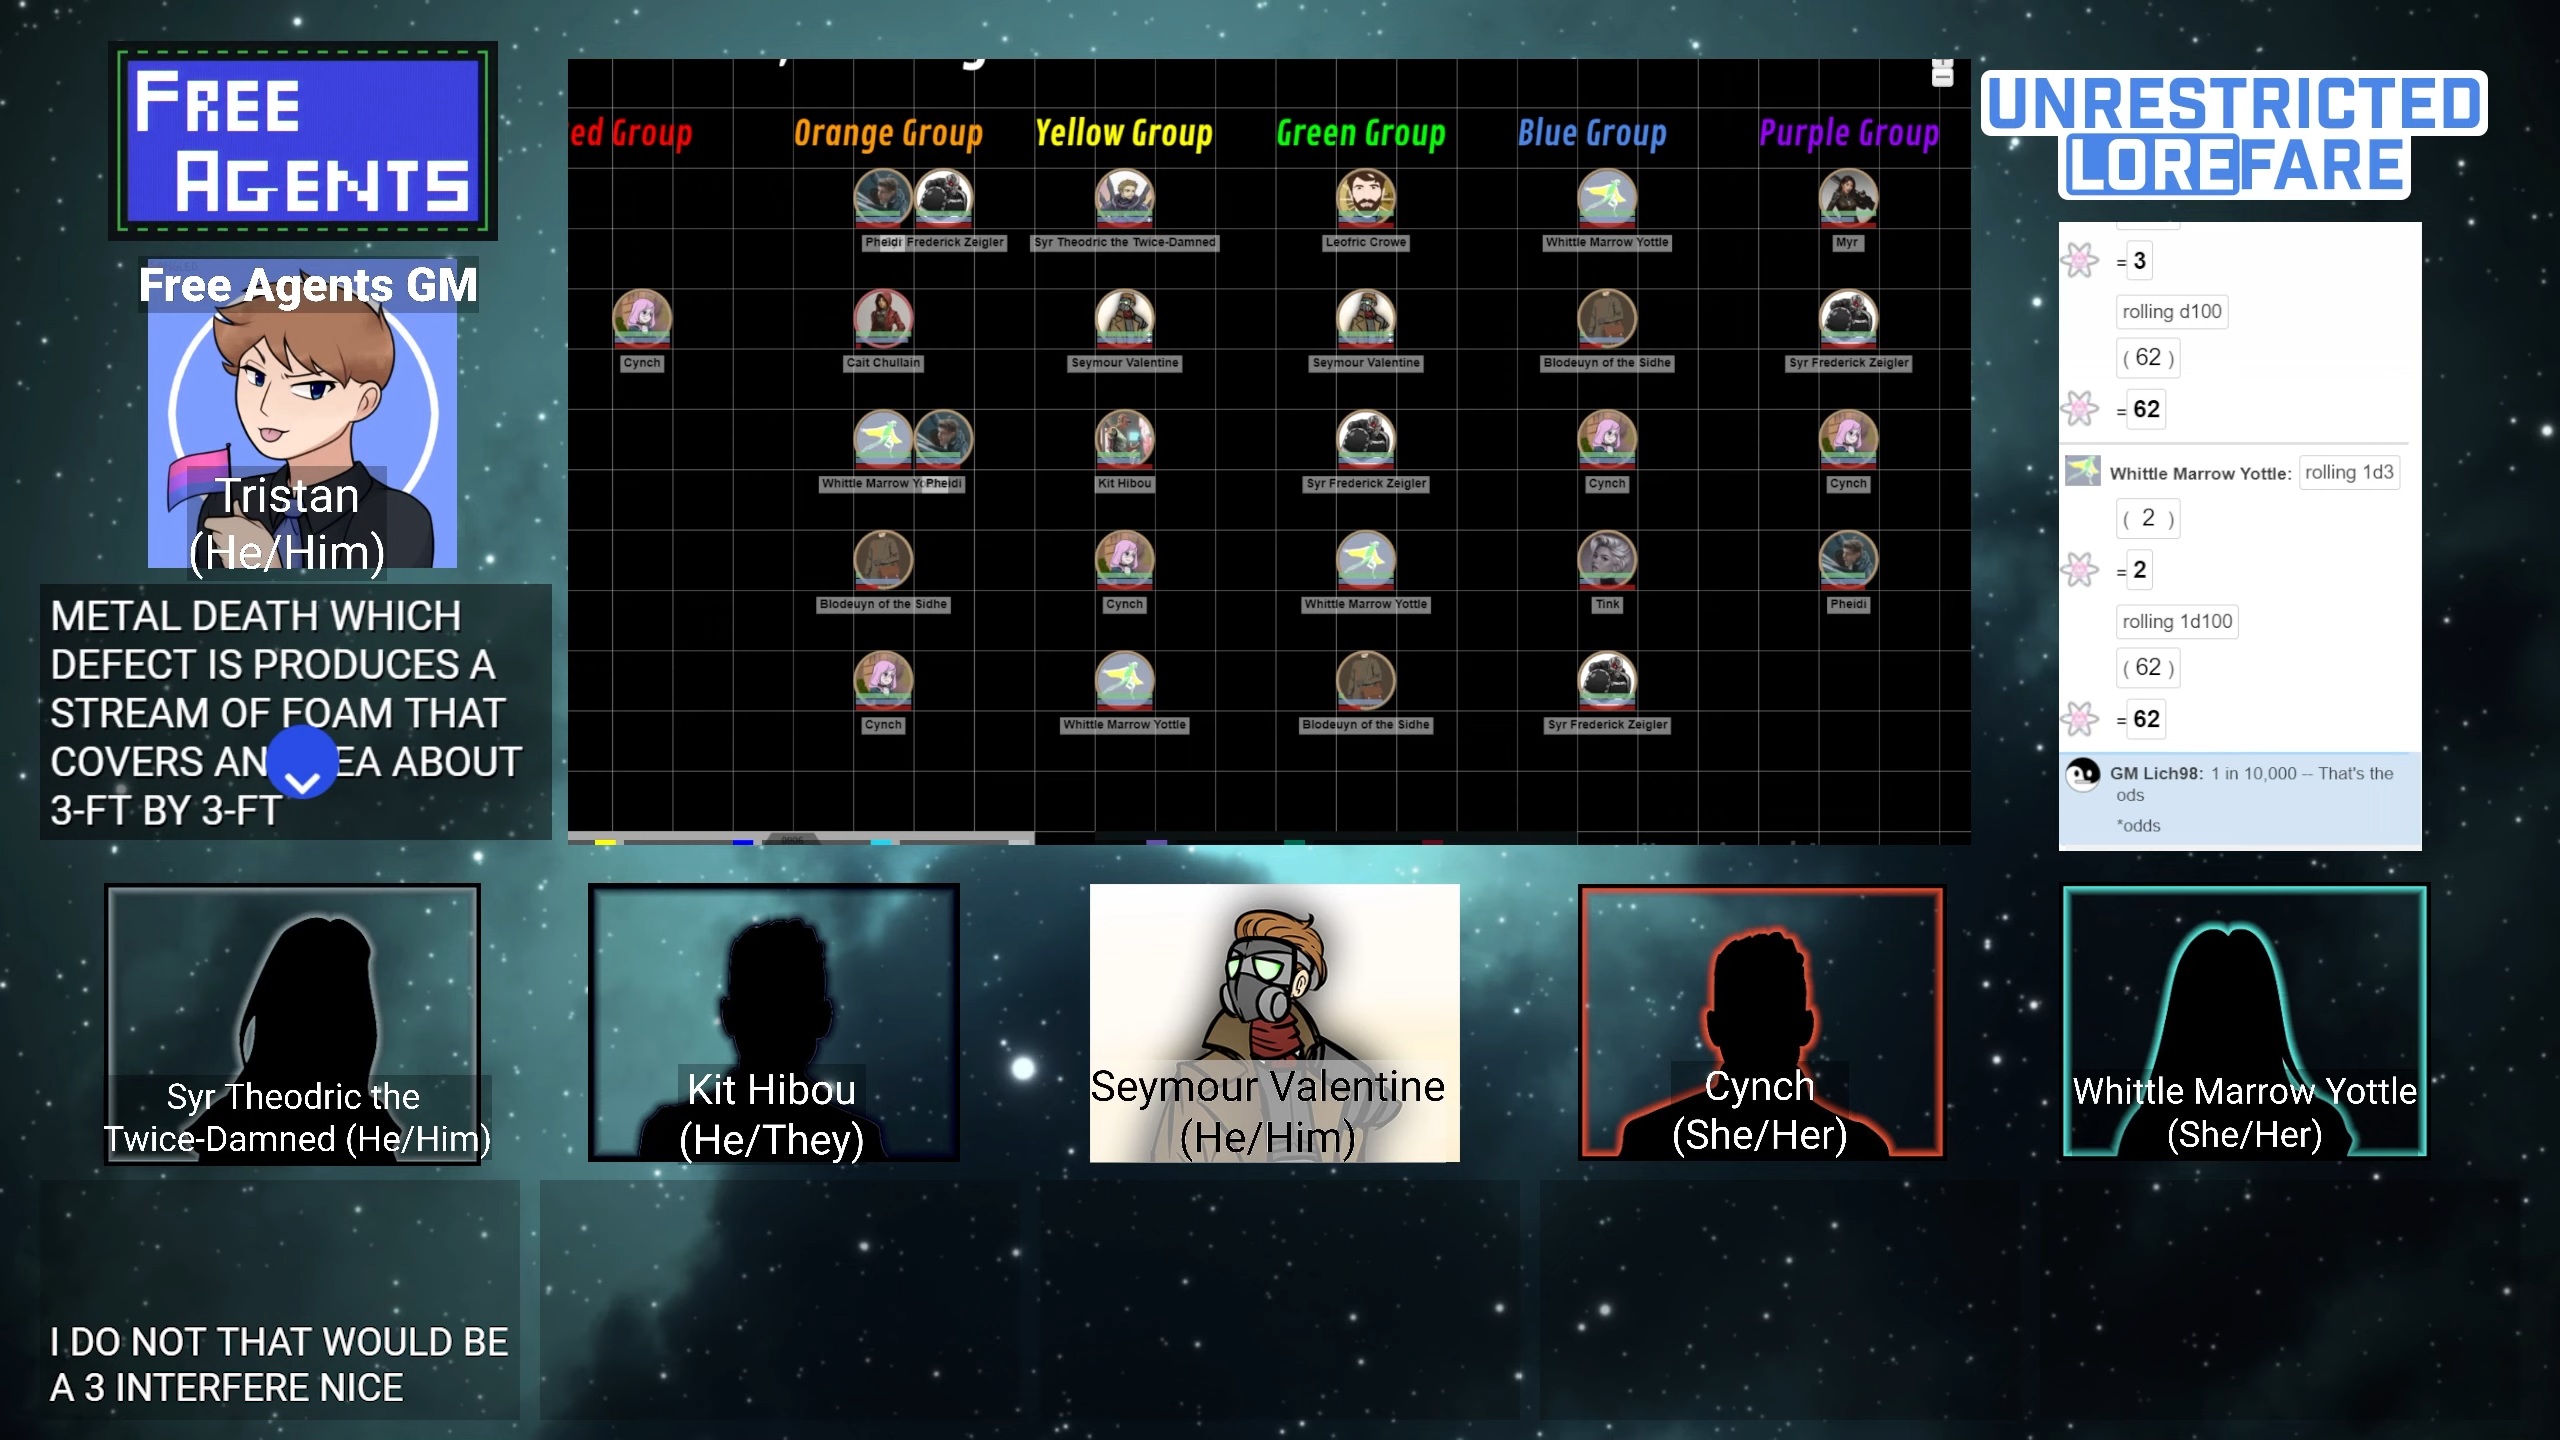 FREE
AGENTS
Free Agents GM
Tristan
(He/Him)
METAL DEATH WHICH
DEFECT IS PRODUCES A
STREAM OF FOAM THAT
COVERS AN EA ABOUT
3-FT BY 3-FT
ed Group
Orange Group
Yellow Group
Green Group
Blue Group
Purple Group
Pheidi Frederick Zeigler
Syr Theodric the Twice-Damned
Leofric Crowe
Whittle Marrow Yottle
Myr
Cynch
Cait Chullain
Seymour Valentine
Seymour Valentine
Blodeuyn of the Sidhe
Syr Frederick Zeigler
Whittle Marrow Yo Pheidi
Kit Hibou
Syr Frederick Zeigler
Cynch
Cynch
Blodeuyn of the Sidhe
Cynch
Whittle Marrow Yottle
Tink
Pheidi
Cynch
Whittle Marrow Yottle
Blodeuyn of the Sidhe
Syr Frederick Zeigler
UNRESTRICTED
LOREFARE
= 3
rolling d100
( 62 )
= 62
Whittle Marrow Yottle: rolling 1d3
( 2 )
= 2
rolling 1d100
( 62 )
= 62
GM Lich98: 1 in 10,000 -- That's the
ods
*odds
Syr Theodric the
Twice-Damned (He/Him)
Kit Hibou
(He/They)
Seymour Valentine
(He/Him)
Cynch
(She/Her)
Whittle Marrow Yottle
(She/Her)
I DO NOT THAT WOULD BE
A 3 INTERFERE NICE